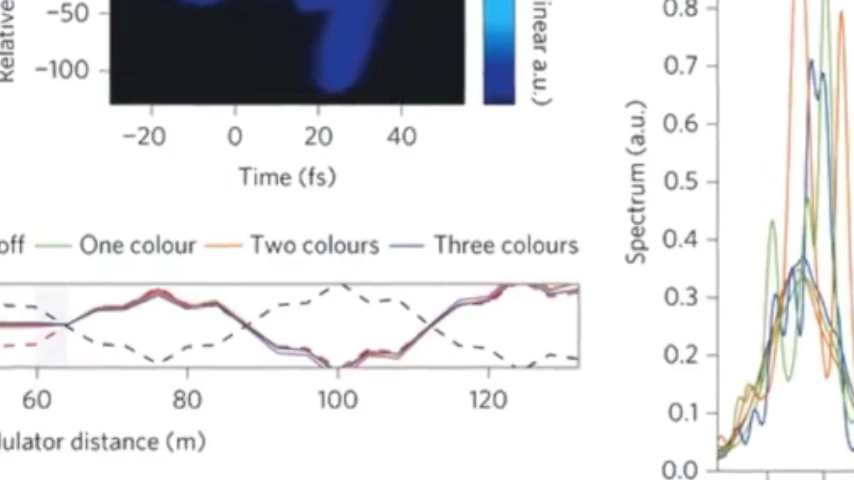 −50
−100
Relative
−20 0 20 40
Time (fs)
inear a.u.)
off One colour Two colours Three colours
60 80 100 120
dulator distance (m)
Spectrum (a.u.)
0.8
0.7
0.6
0.5
0.4
0.3
0.2
0.1
0.0